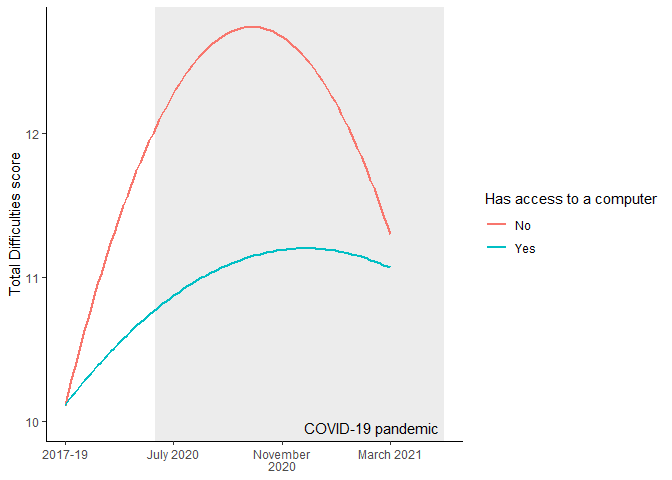 Total Difficulties score
12
11
10
COVID-19 pandemic
2017-19
July 2020
November
2020
March 2021
Has access to a computer
No
Yes